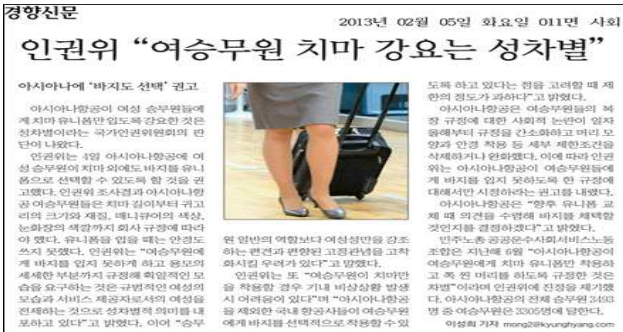 경향신문
2013년 02월 05일 화요일 011면 사회
인권위 “여승무원 치마 강요는 성차별”
아시아나에 ‘바지도 선택’ 권고
아시아나항공이 여성 승무원들에
게 치마 유니폼만 입도록 강요한 것은
성차별이라는 국가인권위원회의 판
단이 나왔다.
인권위는 4일 아시아나항공에 여
성 승무원이 치마 외에도 바지를 유니
폼으로 선택할 수 있도록 할 것을 권
고했다. 인권위 조사결과 아시아나항
공 여승무원들은 치마 길이부터 귀고
리의 크기와 재질, 매니큐어의 색상,
눈화장의 색깔까지 회사 규정에 따라
야 했다. 유니폼을 입을 때는 안경도
쓰지 못했다. 인권위는 “여승무원에
게 바지를 입지 못하게 하고 용모의
세세한 부분까지 규정해 획일적인 모
습을 요구하는 것은 규범적인 여성의
모습과 서비스 제공자로서의 여성을
전제하는 것으로 성차별적 의미를 내
포하고 있다”고 밝혔다. 이어 “승무
원 일반의 역할보다 여성성만을 강조
하는 편견과 편향된 고정관념을 고착
화시킬 우려가 있다”고 말했다.
인권위는 또 “여승무원이 치마만
을 착용할 경우 기내 비상상황 발생
시 어려움이 있다”며 “아시아나항공
을 제외한 국내 항공사들이 여승무원
에게 바지를 선택적으로 착용할 수 있
도록 하고 있다는 점을 고려할 때 제
한의 정도가 과하다”고 밝혔다.
아시아나항공은 여승무원들의 복
장 규정에 대한 사회적 논란이 일자
올해부터 규정을 간소화하고 머리 모
양과 안경 착용 등 세부 제한조건을
삭제하거나 완화했다. 이에 따라 인권
위는 아시아나항공이 여승무원들에
게 바지를 입지 못하도록 한 규정에
대해서만 시정하라는 권고를 내렸다.
아시아나항공은 “향후 유니폼 교
체 때 의견을 수렴해 바지를 채택할
것인지를 결정하겠다”고 밝혔다.
민주노총 공공운수사회서비스노동
조합은 지난해 6월 “아시아나항공이
여승무원에게 치마 유니폼만 착용하
고 쪽 찐 머리를 하도록 규정한 것은
차별”이라며 인권위에 진정을 제기했
다. 아시아나항공의 전체 승무원 3493
명 중 여승무원은 3305명에 달한다.
이성희 기자 mong2@kyunghyang.com